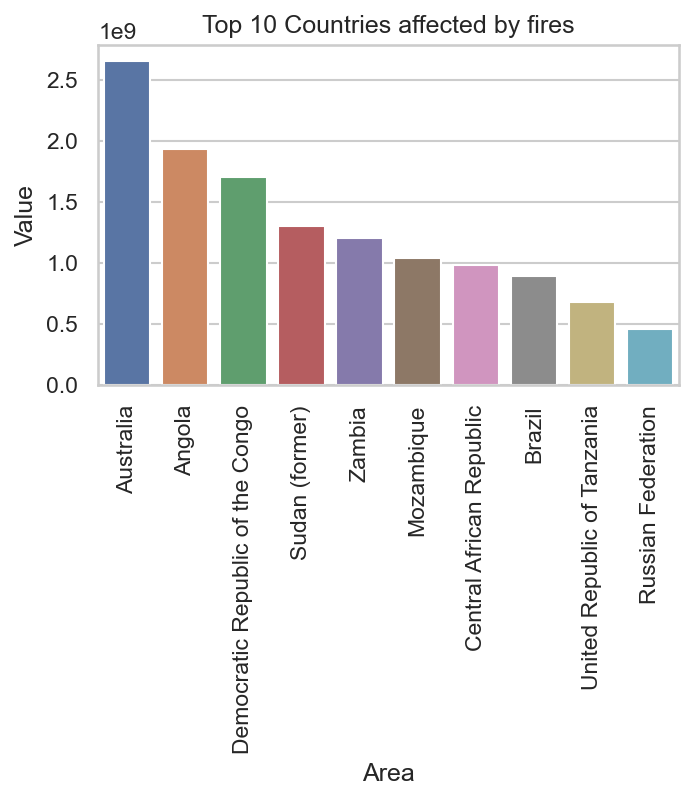 Top 10 Countries affected by fires
1e9
2.5
2.0
1.5
1.0
0.5
0.0
Value
Australia
Angola
Democratic Republic of the Congo
Sudan (former)
Zambia
Mozambique
Central African Republic
Brazil
United Republic of Tanzania
Russian Federation
Area